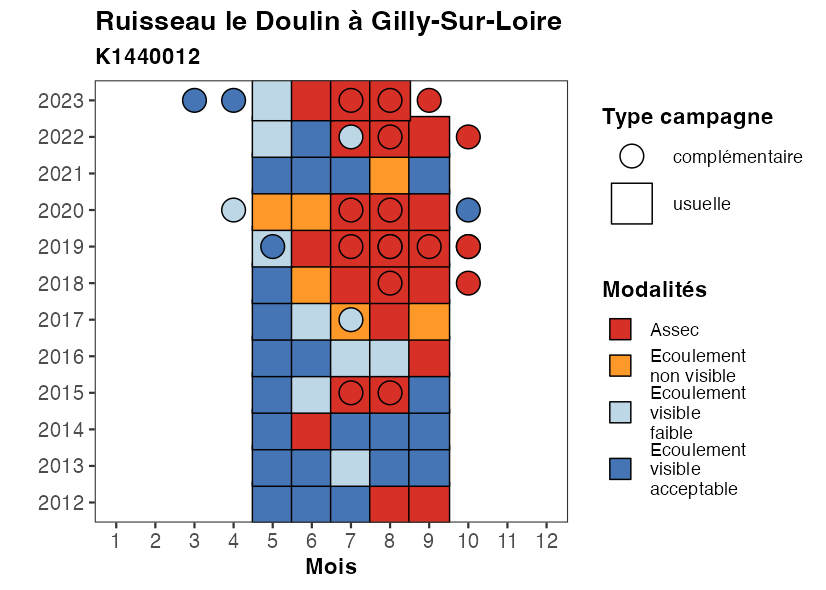 Ruisseau le Doulin à Gilly-Sur-Loire
K1440012
2023
2022
2021
2020
2019
2018
2017
2016
2015
2014
2013
2012
1 2 3 4 5 6 7 8 9 10 11 12
Mois
Type campagne
complémentaire
usuelle
Modalités
Assec
Ecoulement
non visible
Ecoulement
visible
faible
Ecoulement
visible
acceptable